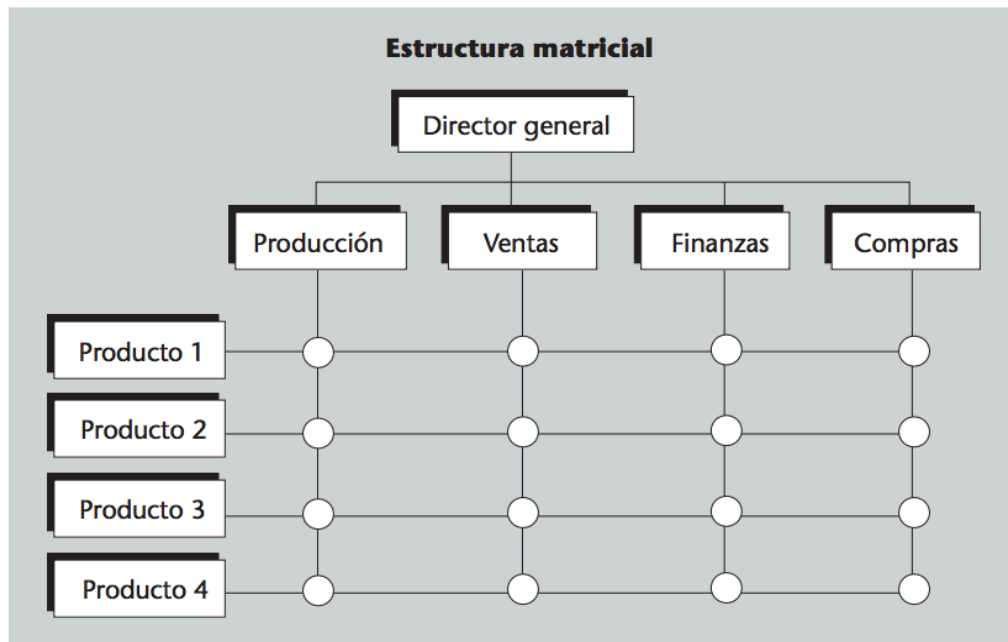 Estructura matricial
Director general
Producción
Ventas
Finanzas
Compras
Producto 1
Producto 2
Producto 3
Producto 4